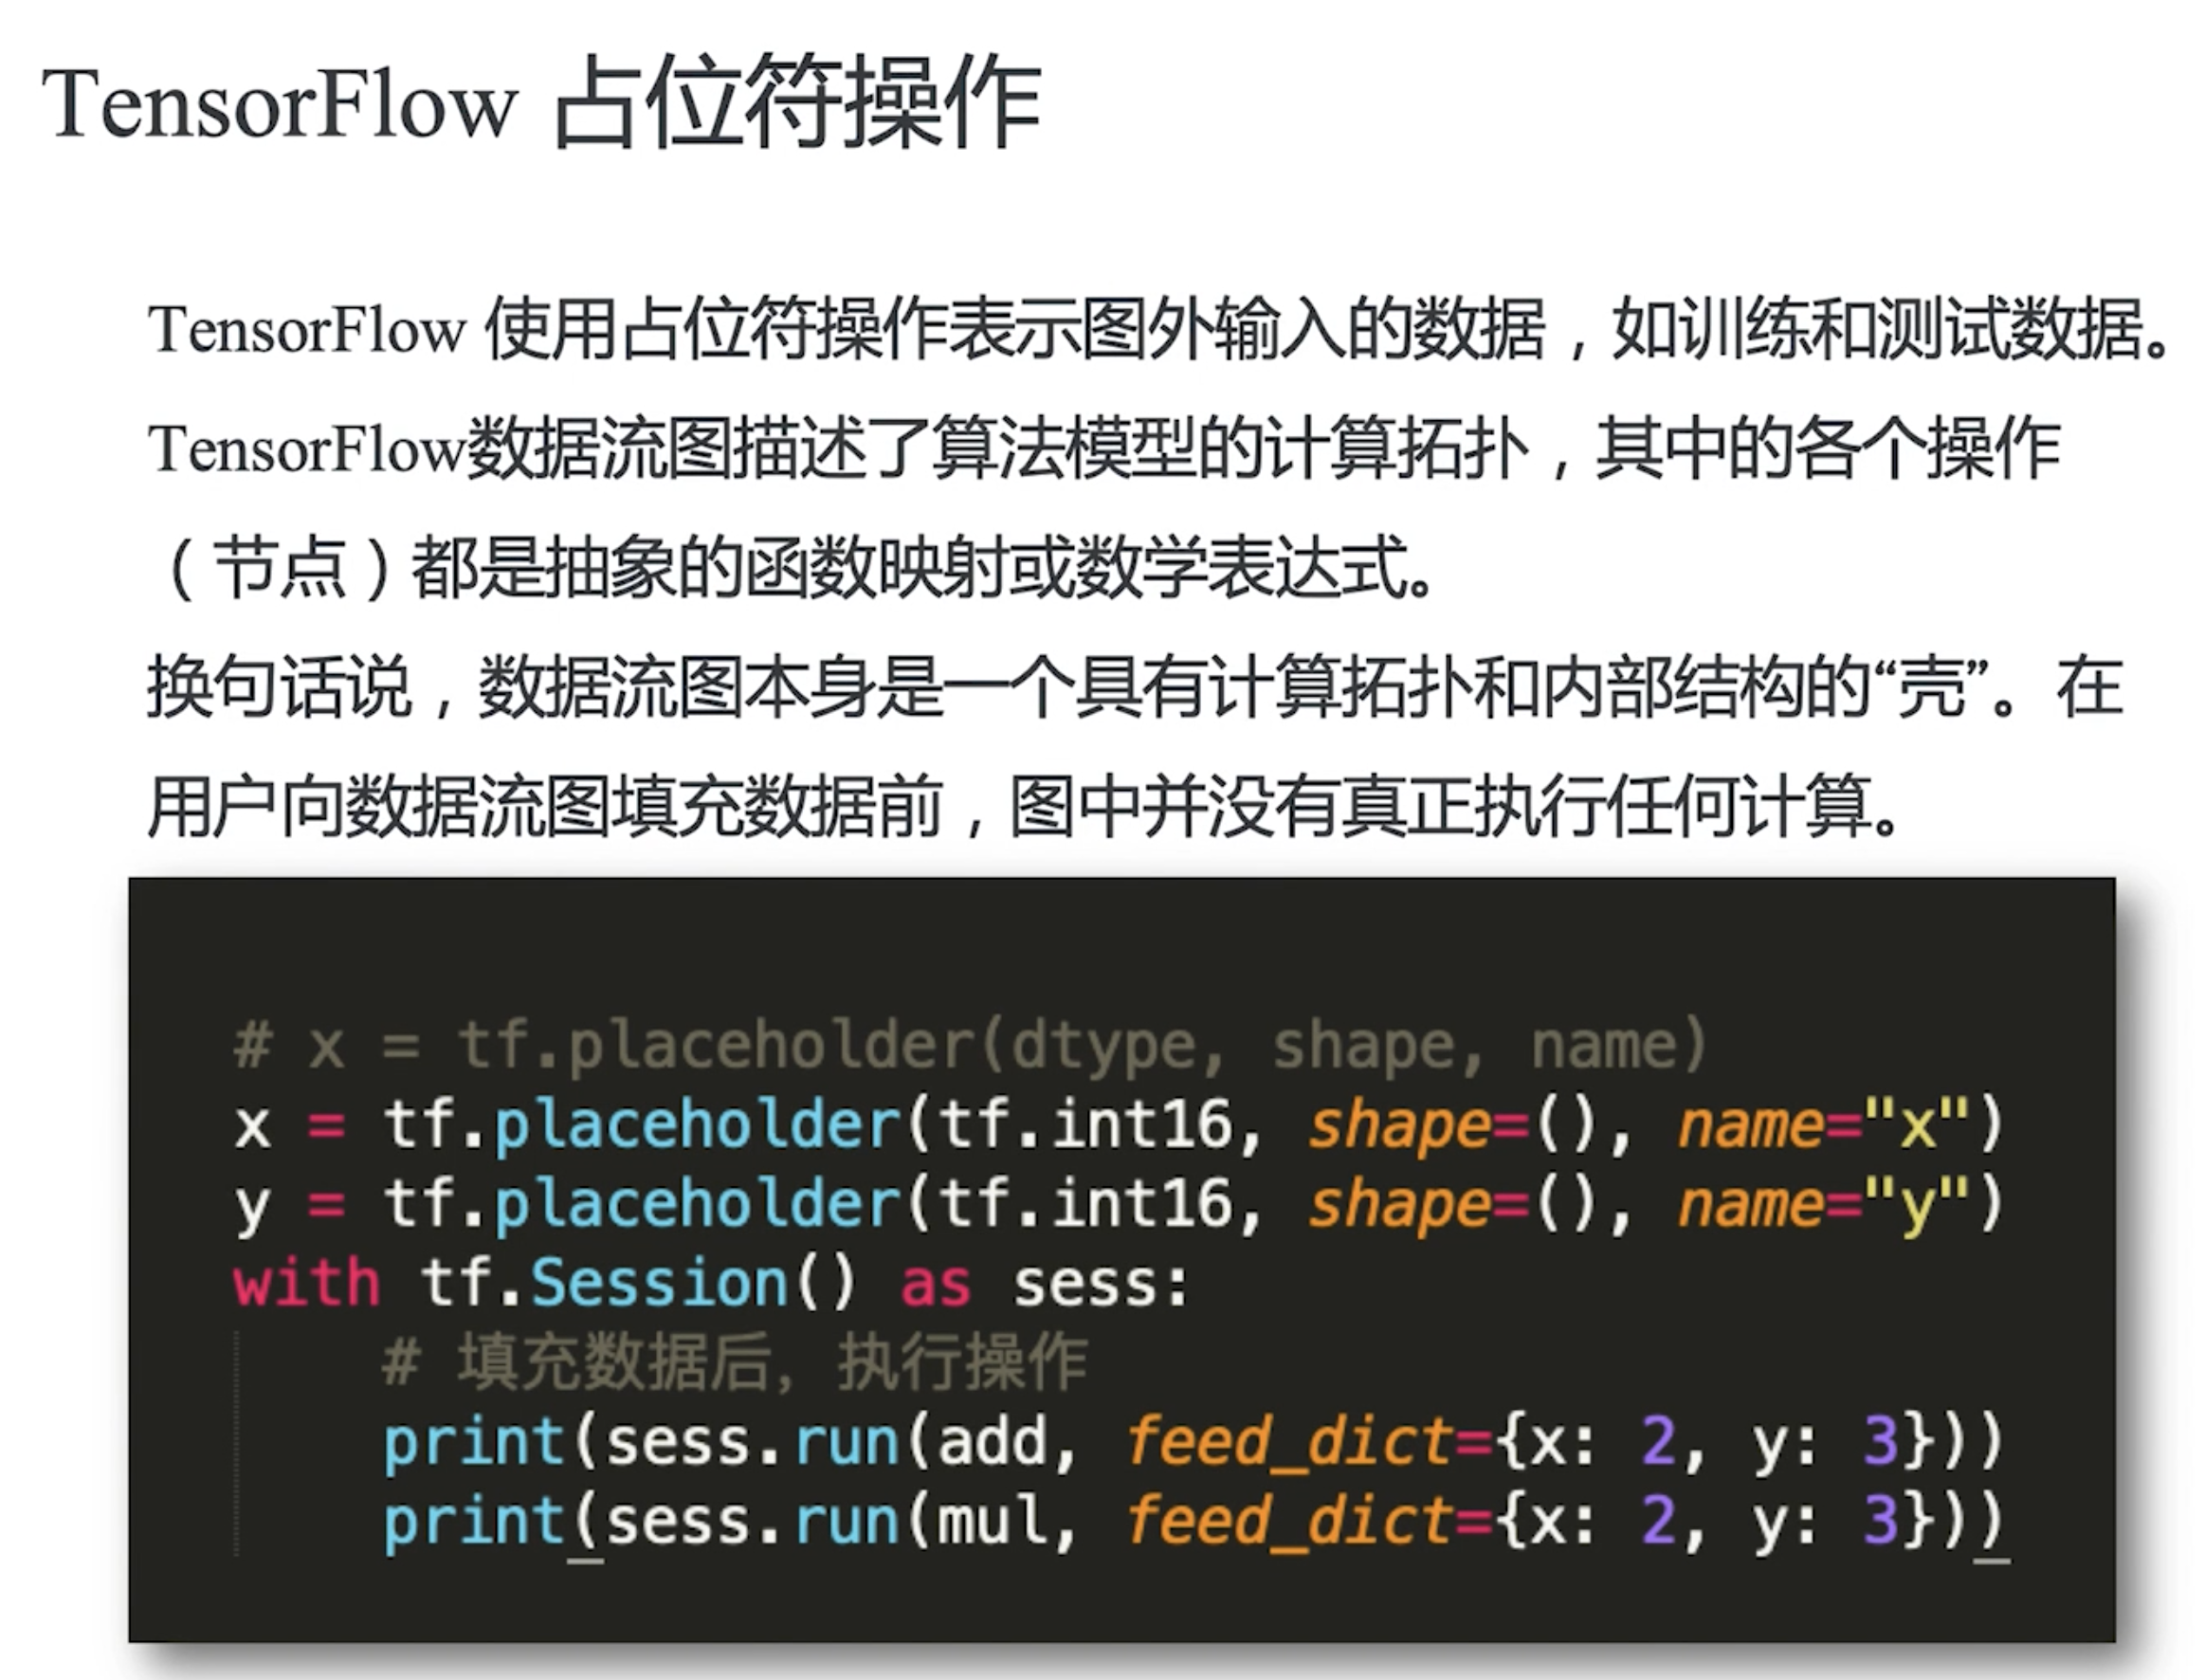 TensorFlow 占位符操作
TensorFlow 使用占位符操作表示图外输入的数据，如训练和测试数据。
TensorFlow数据流图描述了算法模型的计算拓扑，其中的各个操作
（节点）都是抽象的函数映射或数学表达式。
换句话说，数据流图本身是一个具有计算拓扑和内部结构的“壳”。在
用户向数据流图填充数据前，图中并没有真正执行任何计算。
# x = tf.placeholder(dtype, shape, name)
x = tf.placeholder(tf.int16, shape=(), name="x")
y = tf.placeholder(tf.int16, shape=(), name="y")
with tf.Session() as sess:
    # 填充数据后，执行操作
    print(sess.run(add, feed_dict={x: 2, y: 3}))
    print(sess.run(mul, feed_dict={x: 2, y: 3}))